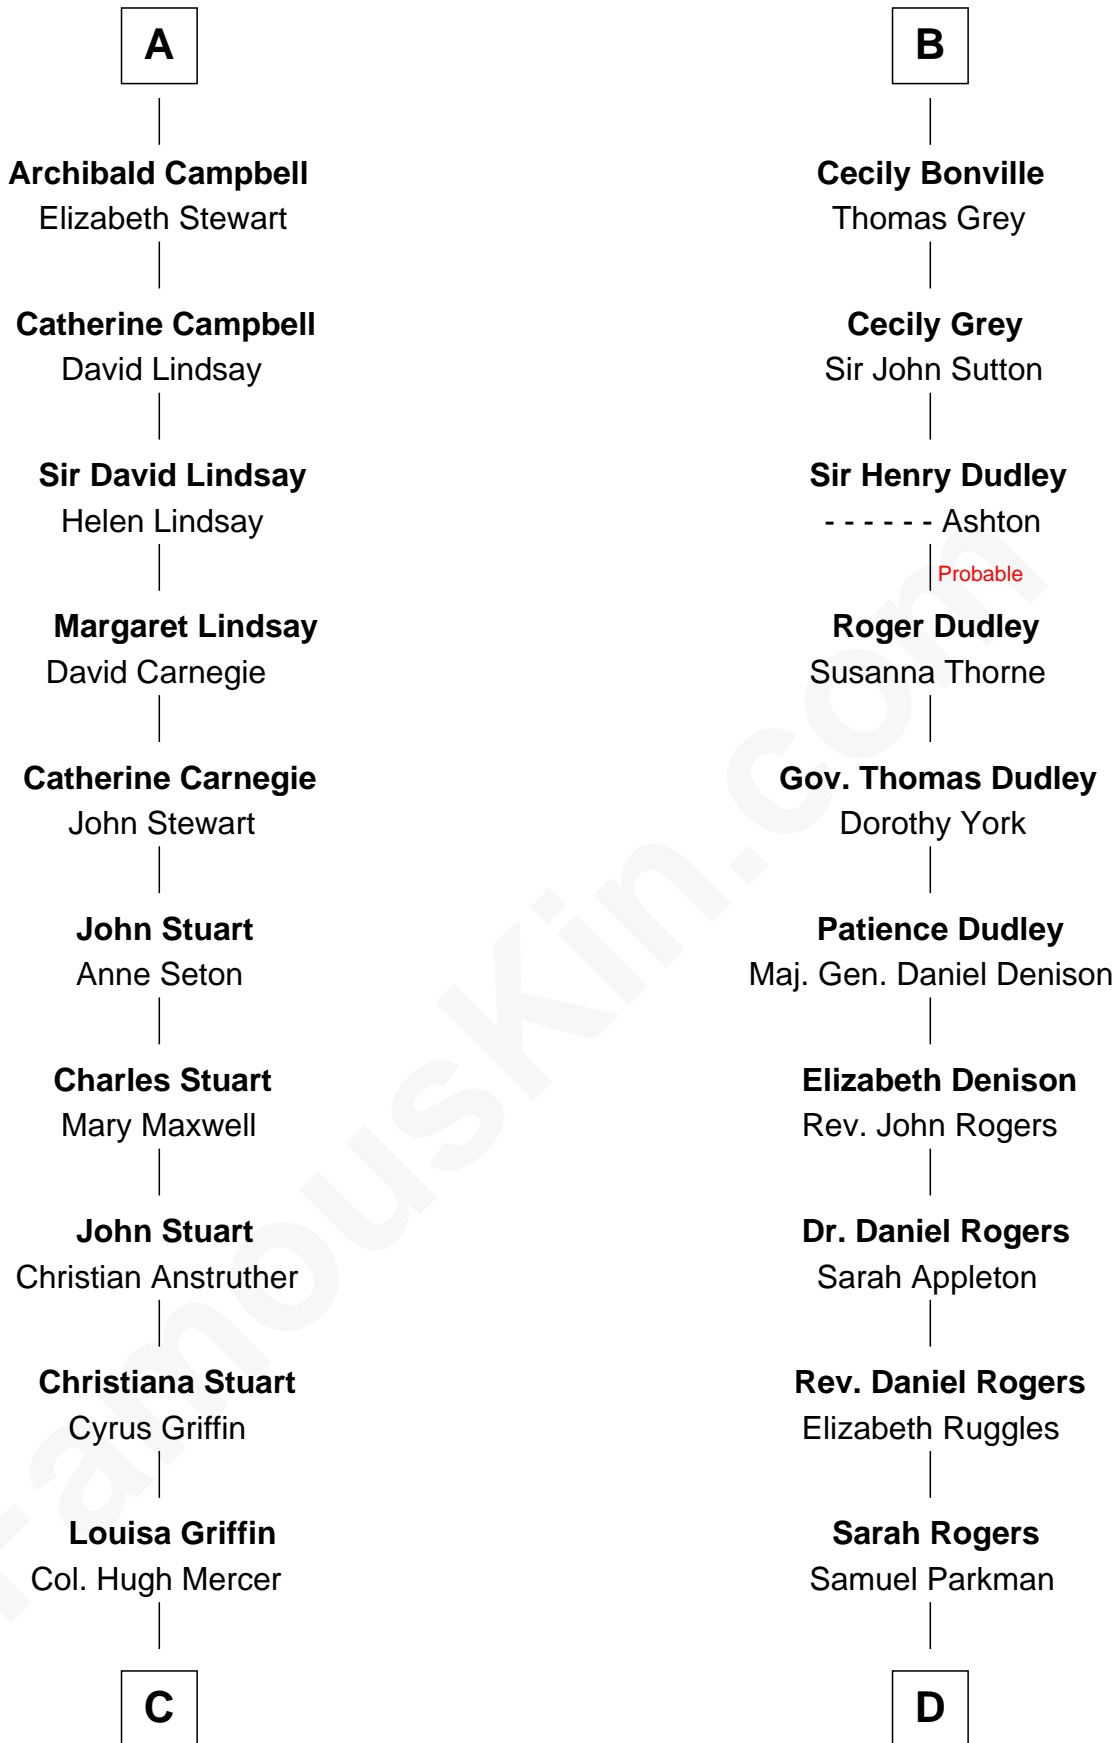 A
Archibald Campbell
Elizabeth Stewart
Catherine Campbell
David Lindsay
Sir David Lindsay
Helen Lindsay
Margaret Lindsay
David Carnegie
Catherine Carnegie
John Stewart
John Stuart
Anne Seton
Charles Stuart
Mary Maxwell
John Stuart
Christian Anstruther
Christiana Stuart
Cyrus Griffin
Louisa Griffin
Col. Hugh Mercer
C
B
Cecily Bonville
Thomas Grey
Cecily Grey
Sir John Sutton
Sir Henry Dudley
- - - - - - Ashton
Probable
Roger Dudley
Susanna Thorne
Gov. Thomas Dudley
Dorothy York
Patience Dudley
Maj. Gen. Daniel Denison
Elizabeth Denison
Rev. John Rogers
Dr. Daniel Rogers
Sarah Appleton
Rev. Daniel Rogers
Elizabeth Ruggles
Sarah Rogers
Samuel Parkman
D
FamousKin.com